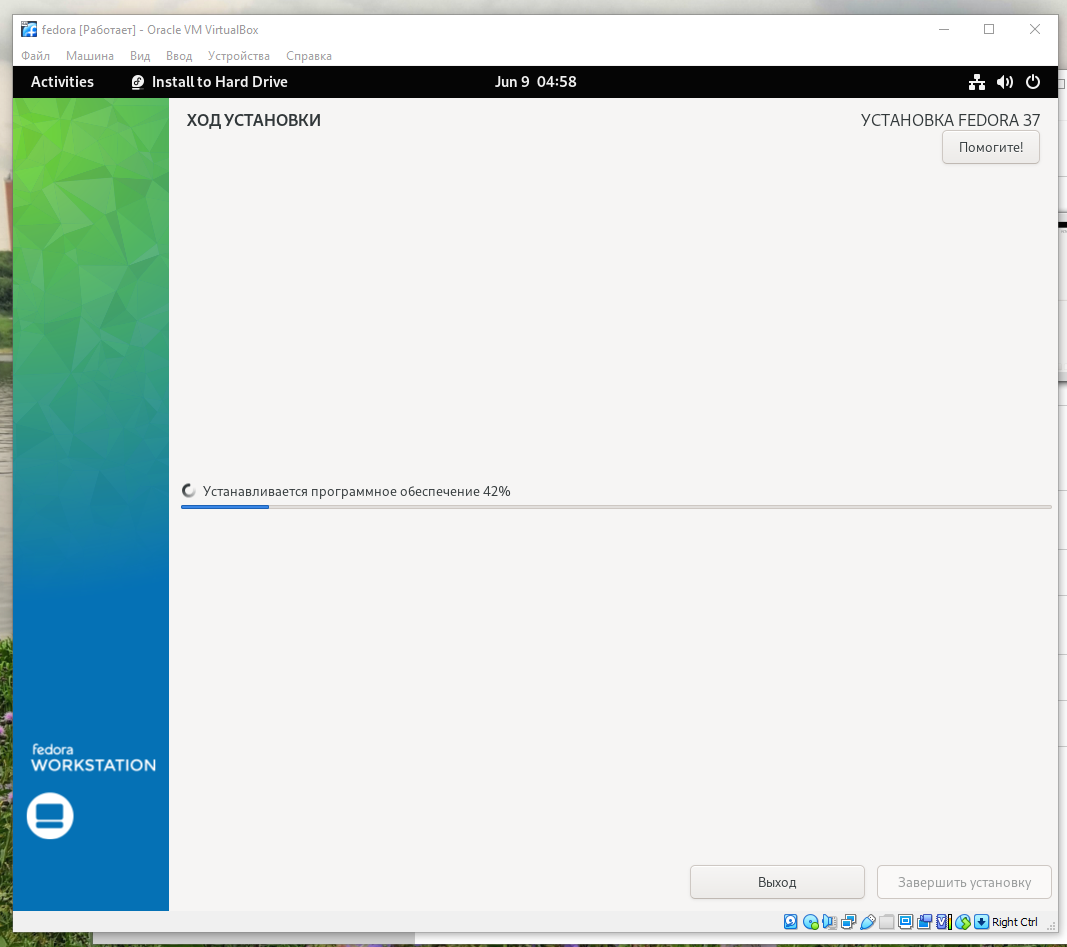 fedora [Работает] - Oracle VM VirtualBox
Файл Машина Вид Ввод Устройства Справка
Activities Install to Hard Drive Jun 9 04:58
ХОД УСТАНОВКИ УСТАНОВКА FEDORA 37
Помогите!
Устанавливается программное обеспечение 42%
fedora
WORKSTATION
Выход Завершить установку
Right Ctrl